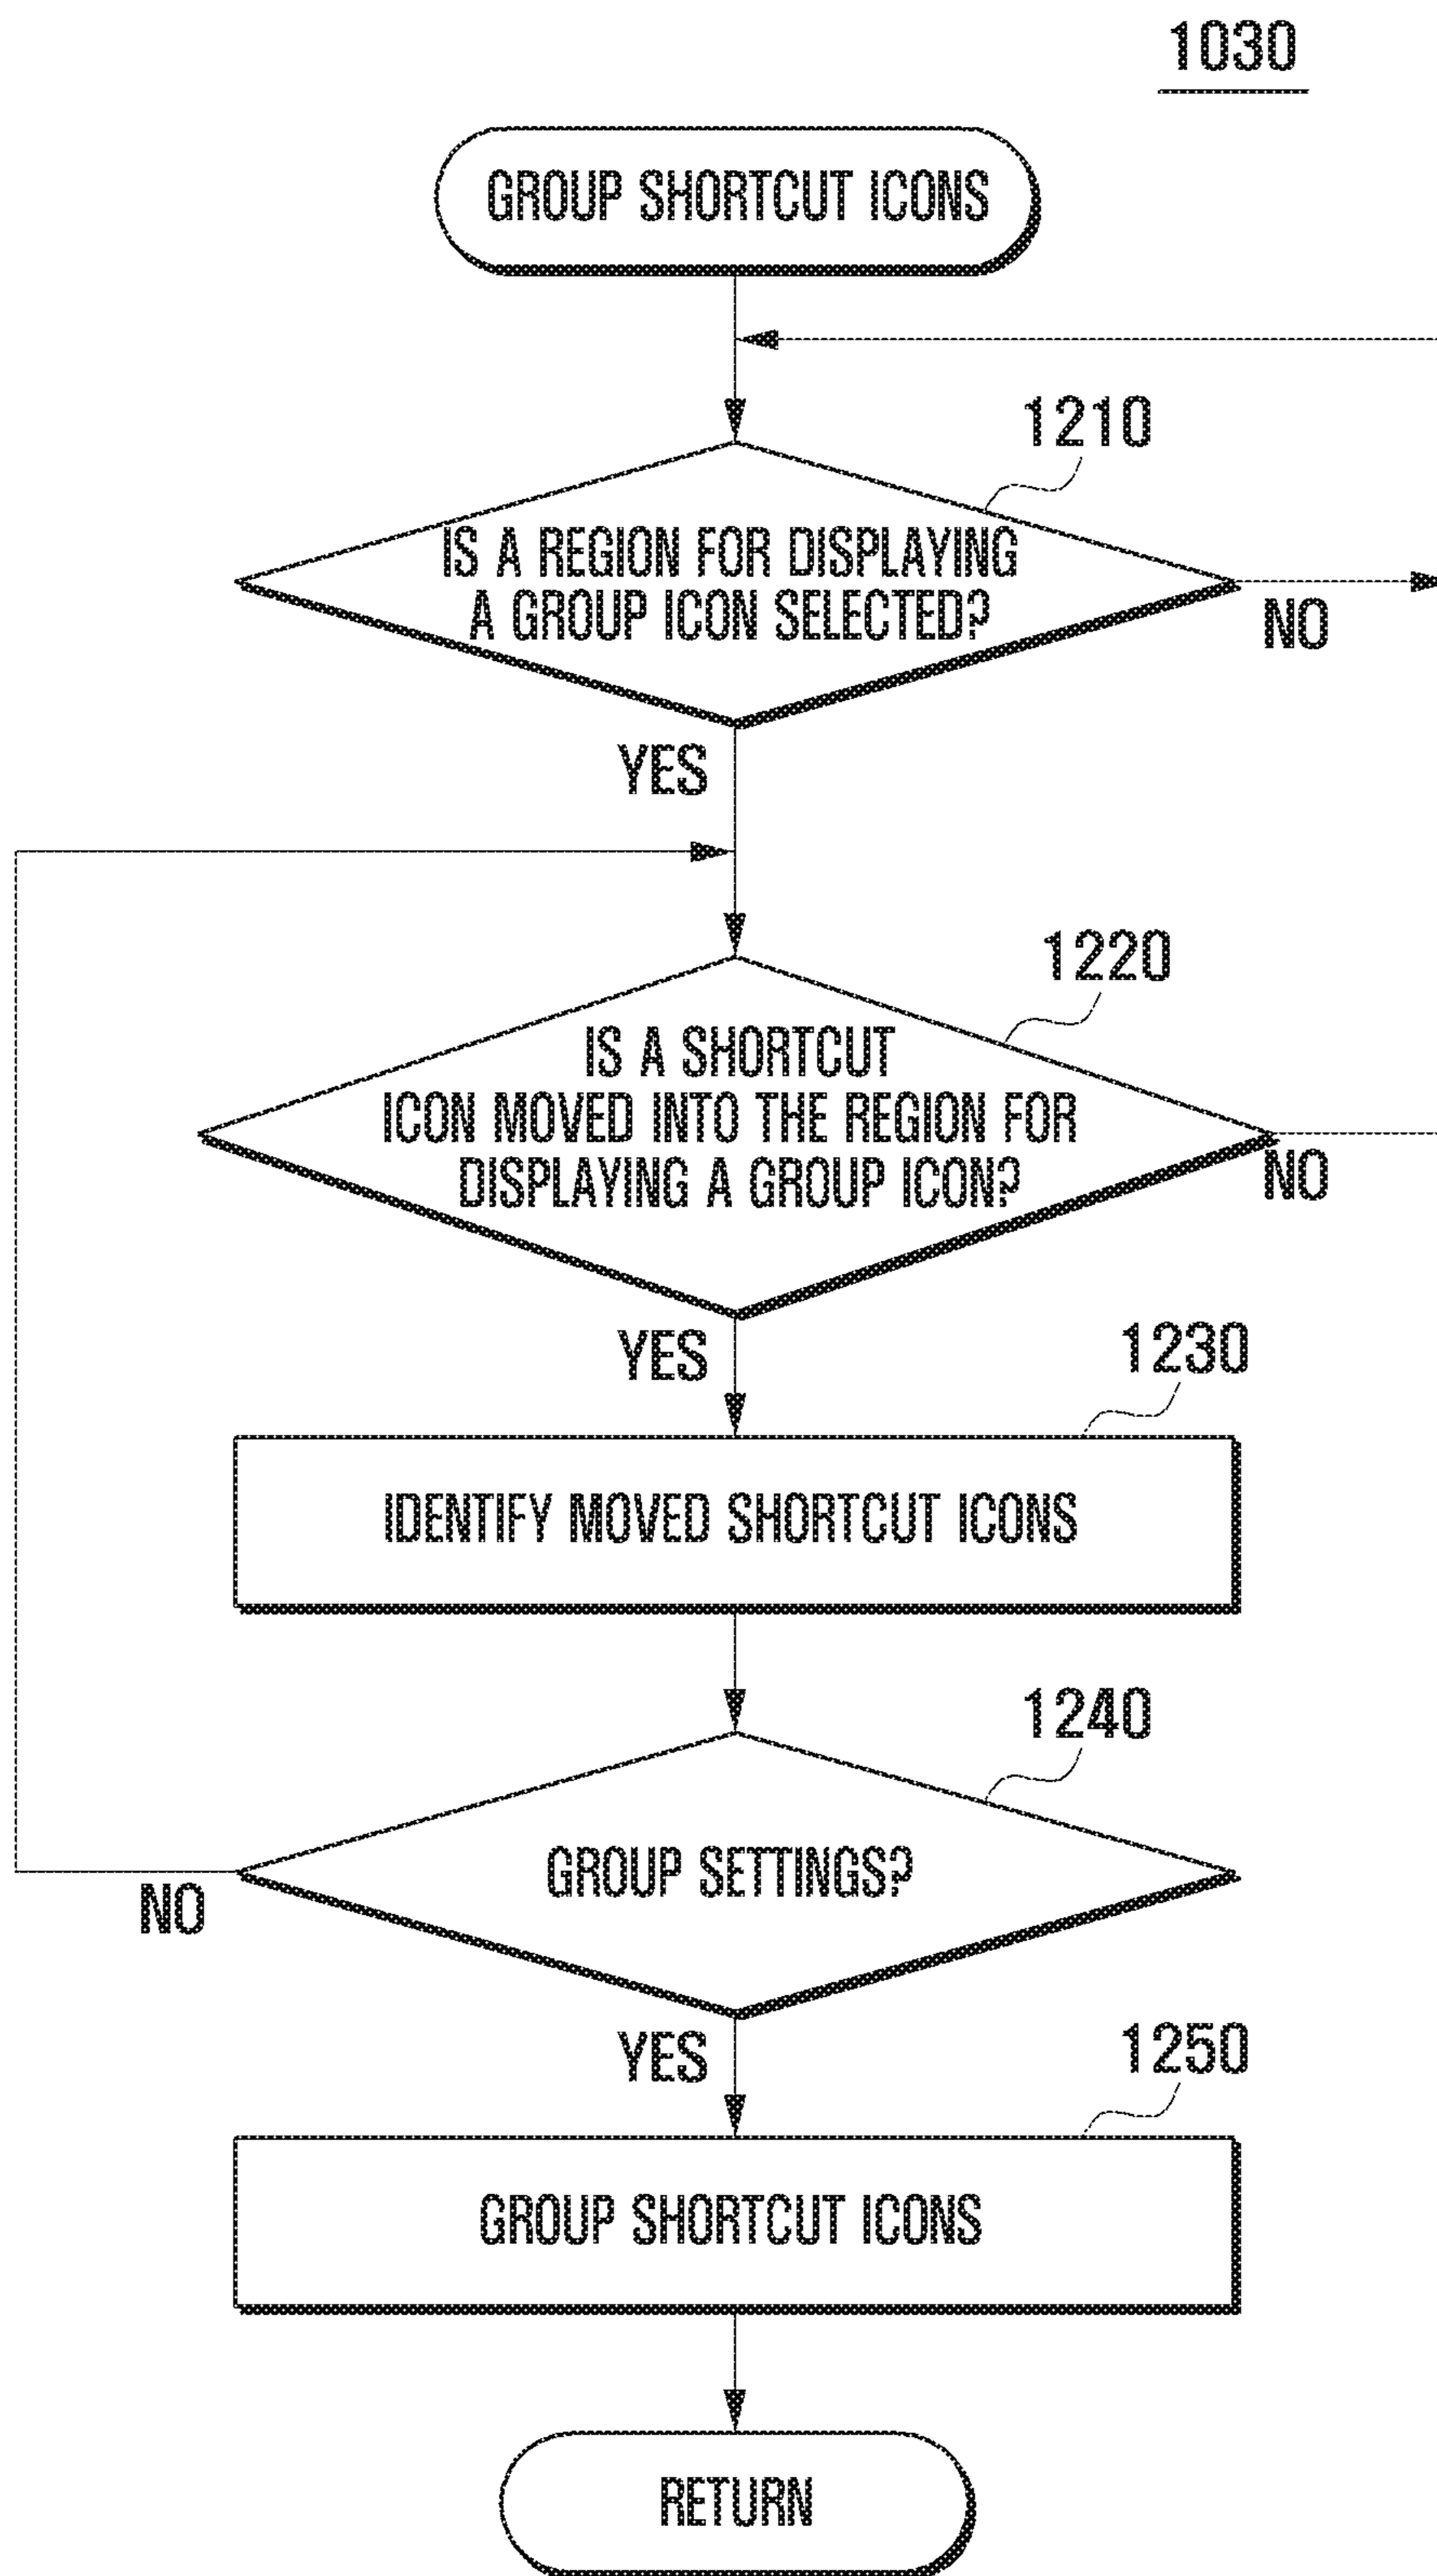 1030
GROUP SHORTCUT ICONS
1210
IS A REGION FOR DISPLAYING
A GROUP ICON SELECTED?
NO
YES
1220
IS A SHORTCUT
ICON MOVED INTO THE REGION FOR
DISPLAYING A GROUP ICON?
NO
YES
1230
IDENTIFY MOVED SHORTCUT ICONS
1240
GROUP SETTINGS?
NO
YES
1250
GROUP SHORTCUT ICONS
RETURN